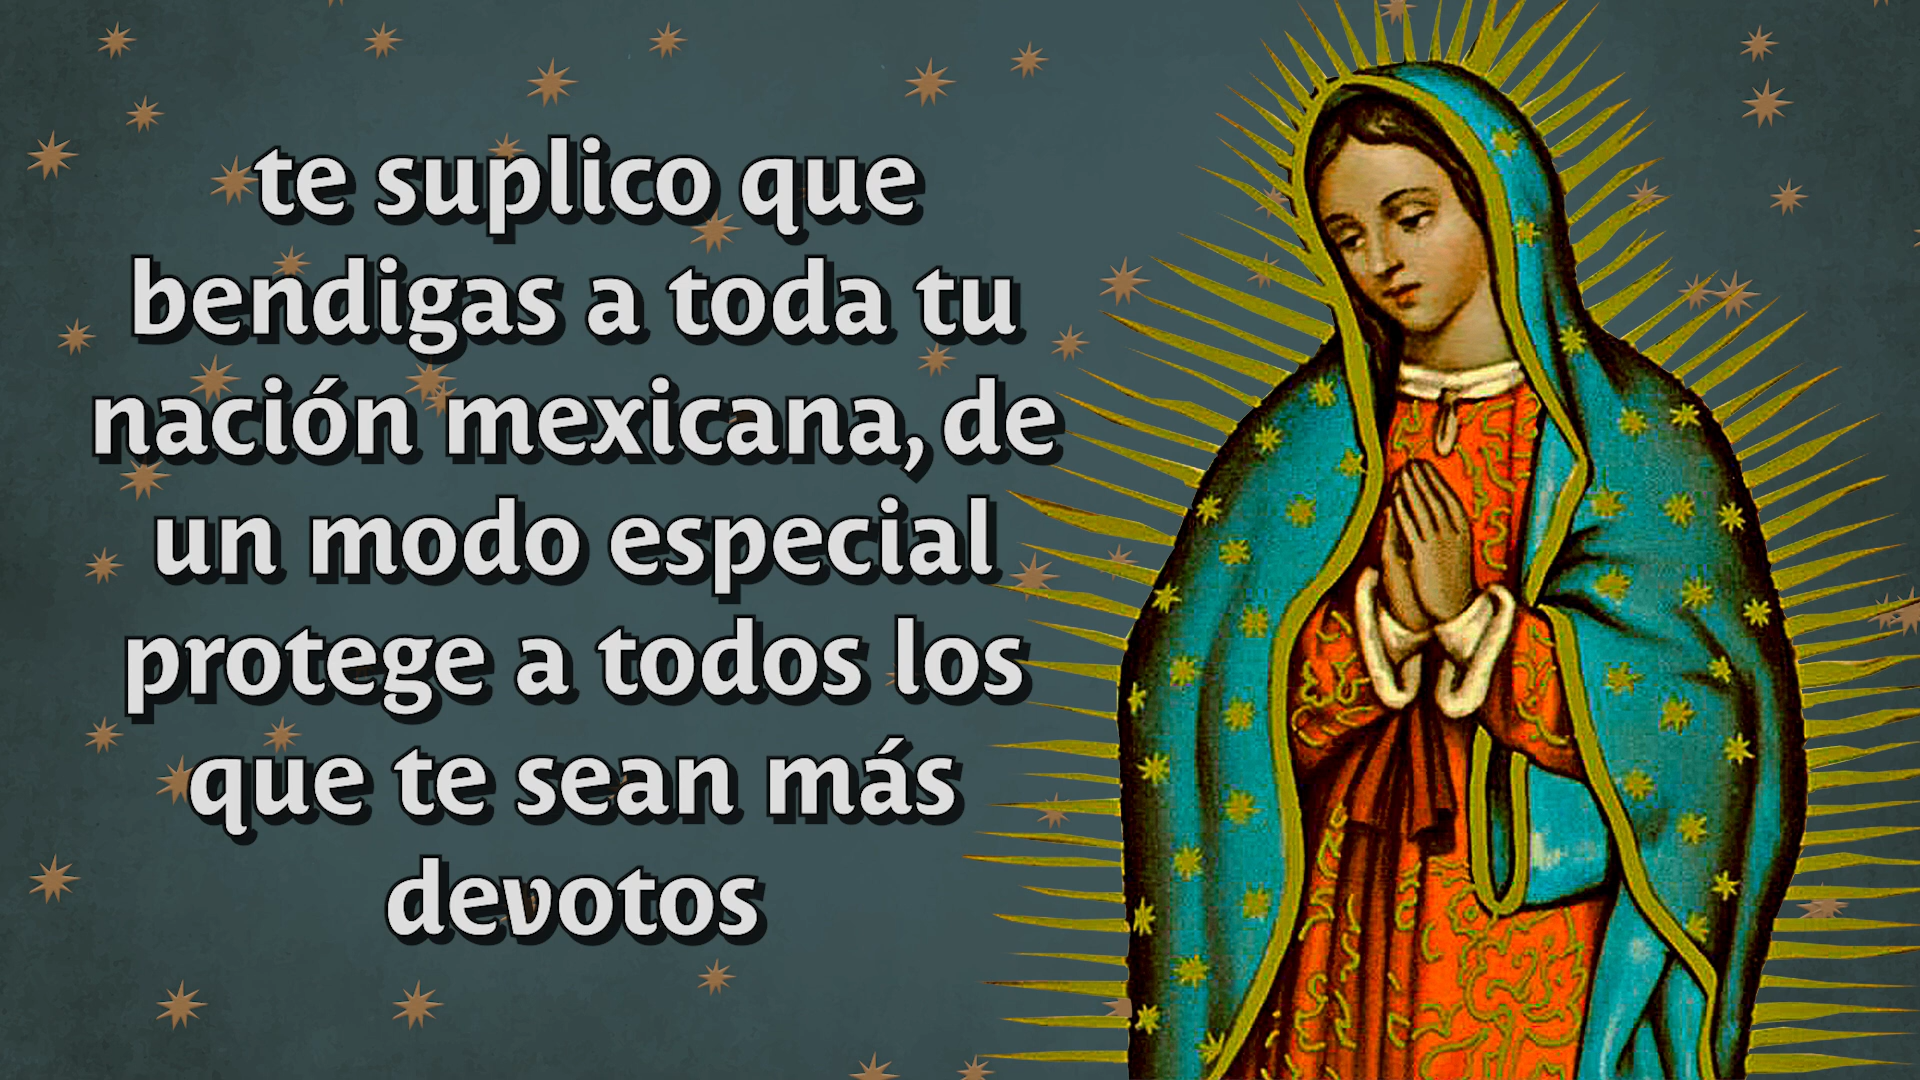 te suplico que
bendigas a toda tu
nación mexicana, de
un modo especial
protege a todos los
que te sean más
devotos